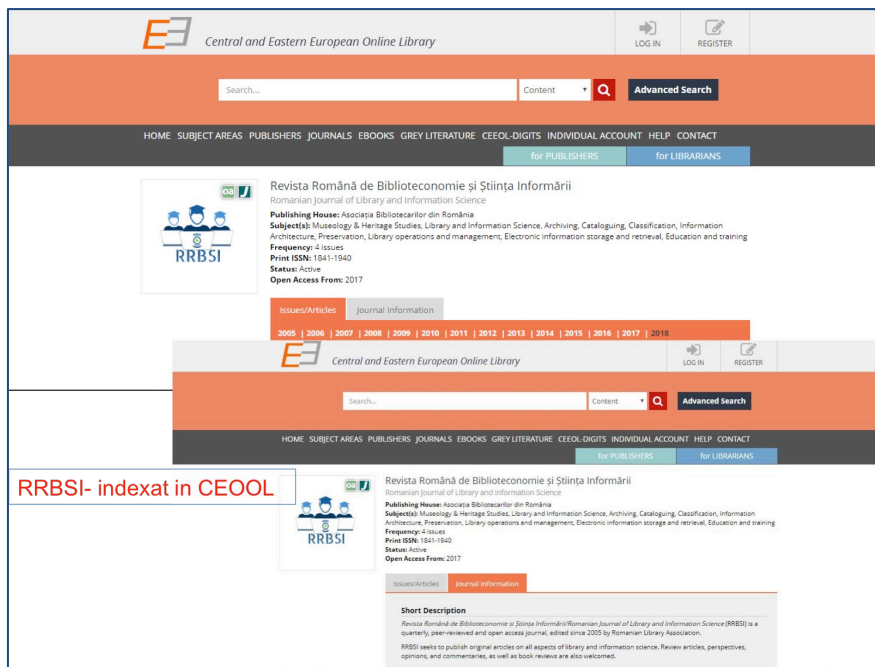 Central and Eastern European Online Library
LOG IN
REGISTER
Search...
Content
Advanced Search
HOME SUBJECT AREAS PUBLISHERS JOURNALS EBOOKS GREY LITERATURE CEEOL-DIGITS INDIVIDUAL ACCOUNT HELP CONTACT
for PUBLISHERS
for LIBRARIANS
oa
RRBSI
Revista Română de Biblioteconomie și Știința Informării
Romanian Journal of Library and Information Science
Publishing House: Asociația Bibliotecarilor din România
Subject(s): Museology & Heritage Studies, Library and Information Science, Archiving, Cataloguing, Classification, Information
Architecture, Preservation, Library operations and management, Electronic information storage and retrieval, Education and training
Frequency: 4 issues
Print ISSN: 1841-1940
Status: Active
Open Access From: 2017
Issues/Articles
Journal Information
2005 | 2006 | 2007 | 2008 | 2009 | 2010 | 2011 | 2012 | 2013 | 2014 | 2015 | 2016 | 2017 | 2018
Central and Eastern European Online Library
LOG IN
REGISTER
Search...
Content
Advanced Search
HOME SUBJECT AREAS PUBLISHERS JOURNALS EBOOKS GREY LITERATURE CEEOL-DIGITS INDIVIDUAL ACCOUNT HELP CONTACT
for PUBLISHERS
for LIBRARIANS
RRBSI- indexat in CEOOL
oa
RRBSI
Revista Română de Biblioteconomie și Știința Informării
Romanian Journal of Library and Information Science
Publishing House: Asociația Bibliotecarilor din România
Subject(s): Museology & Heritage Studies, Library and Information Science, Archiving, Cataloguing, Classification, Information
Architecture, Preservation, Library operations and management, Electronic information storage and retrieval, Education and training
Frequency: 4 issues
Print ISSN: 1841-1940
Status: Active
Open Access From: 2017
Issues/Articles
Journal Information
Short Description
Revista Română de Biblioteconomie și Știința Informării/Romanian Journal of Library and Information Science (RRBSI) is a
quarterly, peer-reviewed and open access journal, edited since 2005 by Romanian Library Association.
RRBSI seeks to publish original articles on all aspects of library and information science. Review articles, perspectives,
opinions, and commentaries, as well as book reviews are also welcomed.